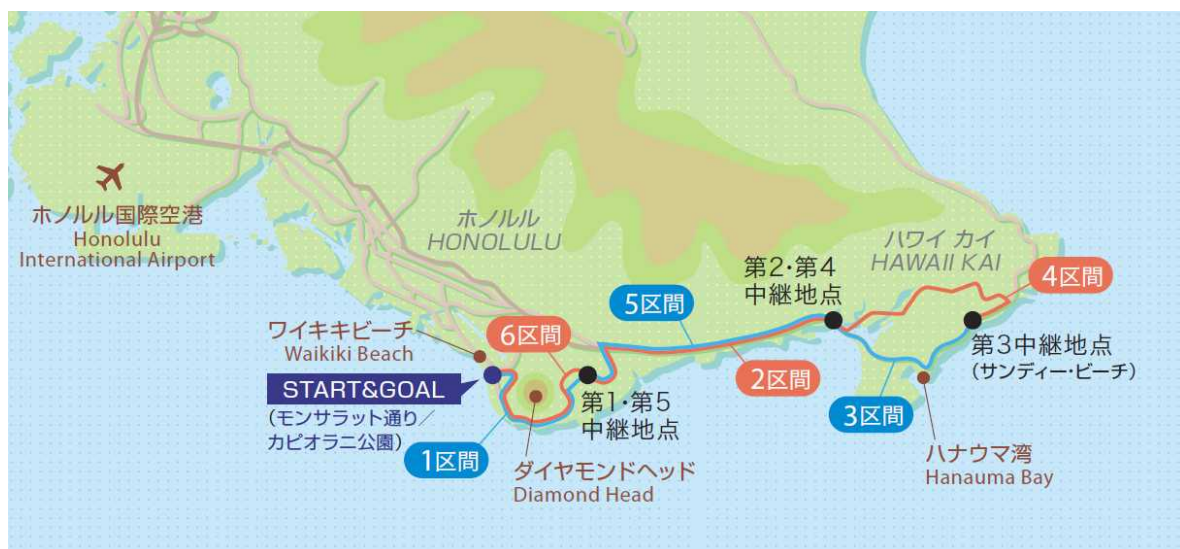 ホノルル国際空港
Honolulu
International Airport
ホノルル
HONOLULU
ハワイ カイ
HAWAII KAI
第2・第4
中継地点
4区間
5区間
ワイキキビーチ
Waikiki Beach
6区間
2区間
第3中継地点
(サンディー・ビーチ)
START&GOAL
(モンサラット通り/
カピオラニ公園)
第1・第5
中継地点
3区間
1区間
ダイヤモンドヘッド
Diamond Head
ハナウマ湾
Hanauma Bay